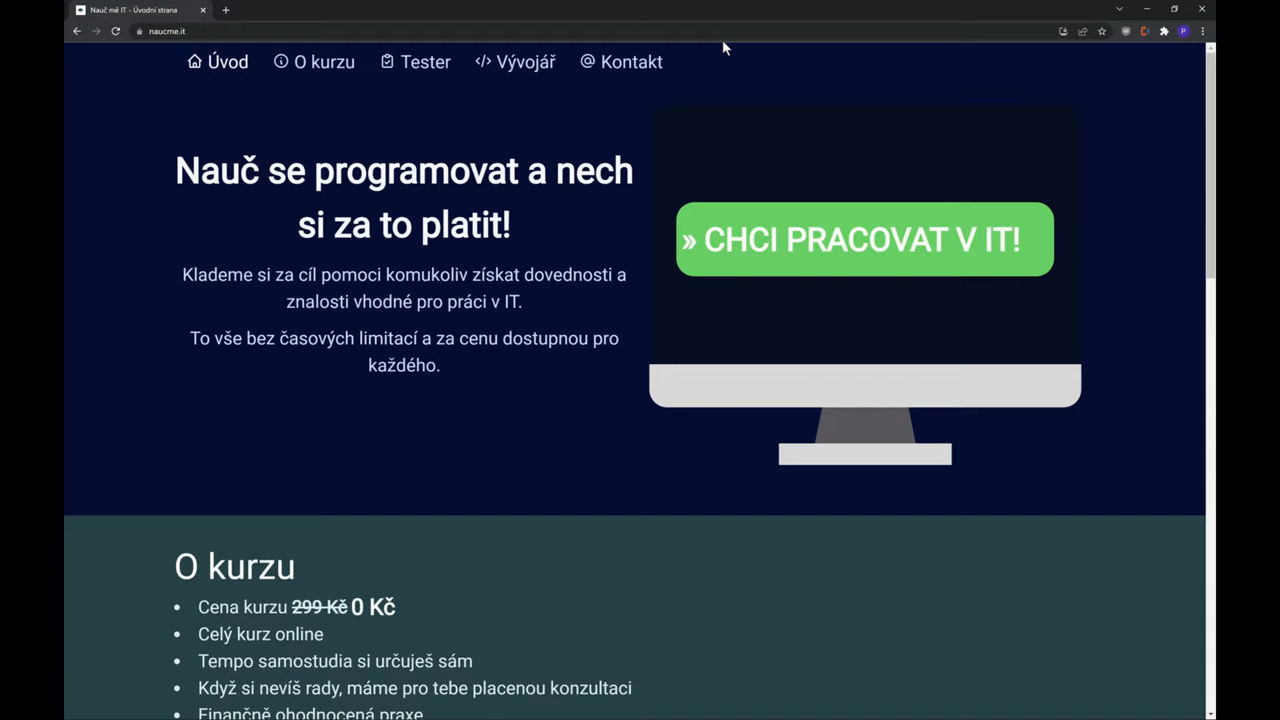 Nauč mě IT - Úvodní strana
naucme.it
P
Úvod
O kurzu
Tester
Vývojář
Kontakt
Nauč se programovat a nech
si za to platit!
Klademe si za cíl pomoci komukoliv získat dovednosti a
znalosti vhodné pro práci v IT.
To vše bez časových limitací a za cenu dostupnou pro
každého.
» CHCI PRACOVAT V IT!
O kurzu
Cena kurzu 299 Kč 0 Kč
Celý kurz online
Tempo samostudia si určuješ sám
Když si nevíš rady, máme pro tebe placenou konzultaci
Finančně ohodnocená praxe